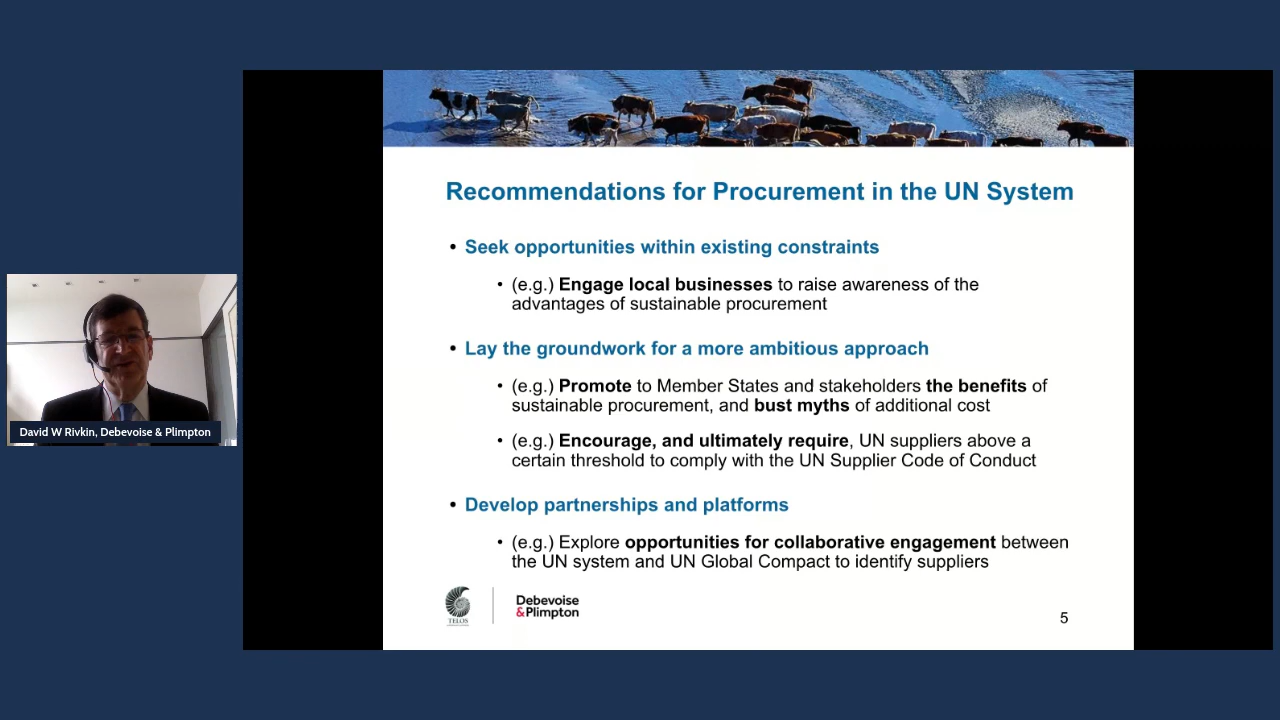 Recommendations for Procurement in the UN System
• Seek opportunities within existing constraints
• (e.g.) Engage local businesses to raise awareness of the
advantages of sustainable procurement
• Lay the groundwork for a more ambitious approach
• (e.g.) Promote to Member States and stakeholders the benefits of
sustainable procurement, and bust myths of additional cost
• (e.g.) Encourage, and ultimately require, UN suppliers above a
certain threshold to comply with the UN Supplier Code of Conduct
• Develop partnerships and platforms
• (e.g.) Explore opportunities for collaborative engagement between
the UN system and UN Global Compact to identify suppliers
TELOS
Debevoise
&Plimpton
5
David W Rivkin, Debevoise & Plimpton